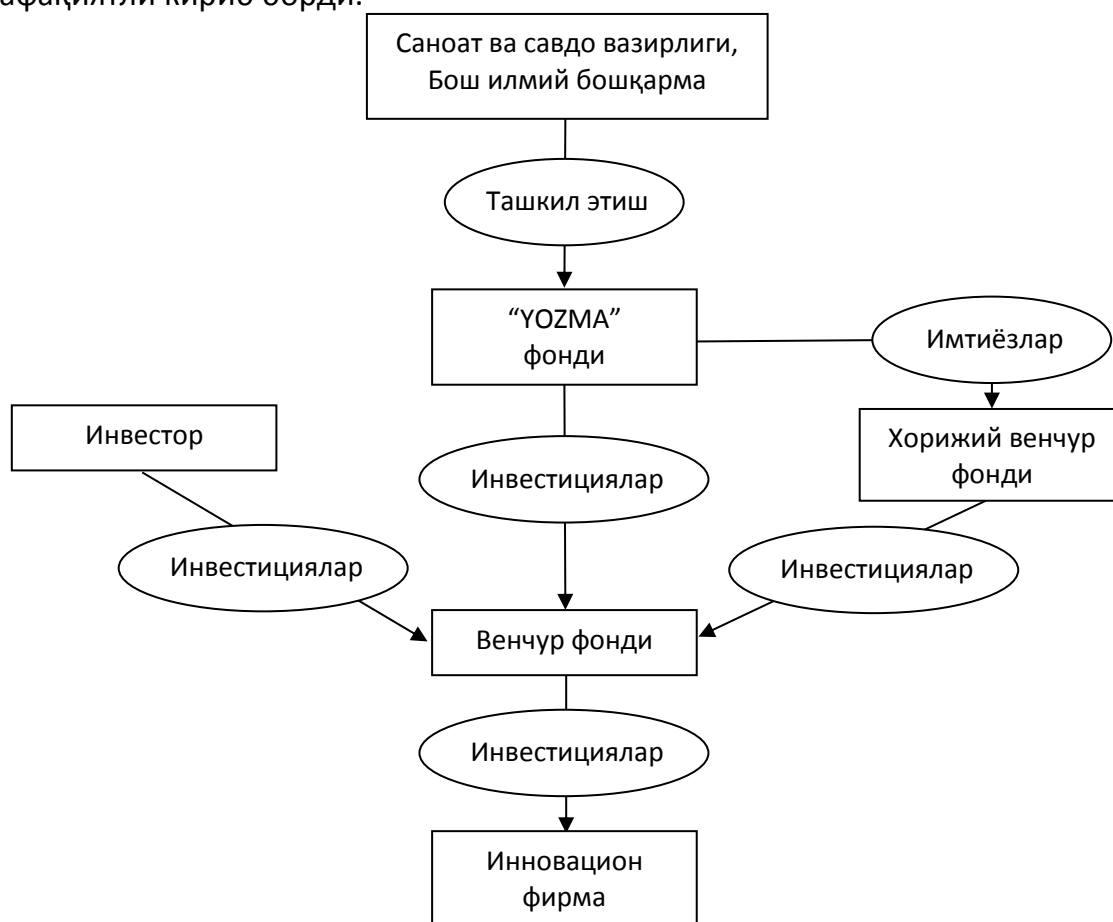 Саноат ва савдо вазирлиги,
Бош илмий бошқарма
Ташкил этиш
“YOZMA”
фонди
Имтиёзлар
Инвестор
Инвестициялар
Хорижий венчур
фонди
Инвестициялар
Инвестициялар
Венчур фонди
Инвестициялар
Инновацион
фирма